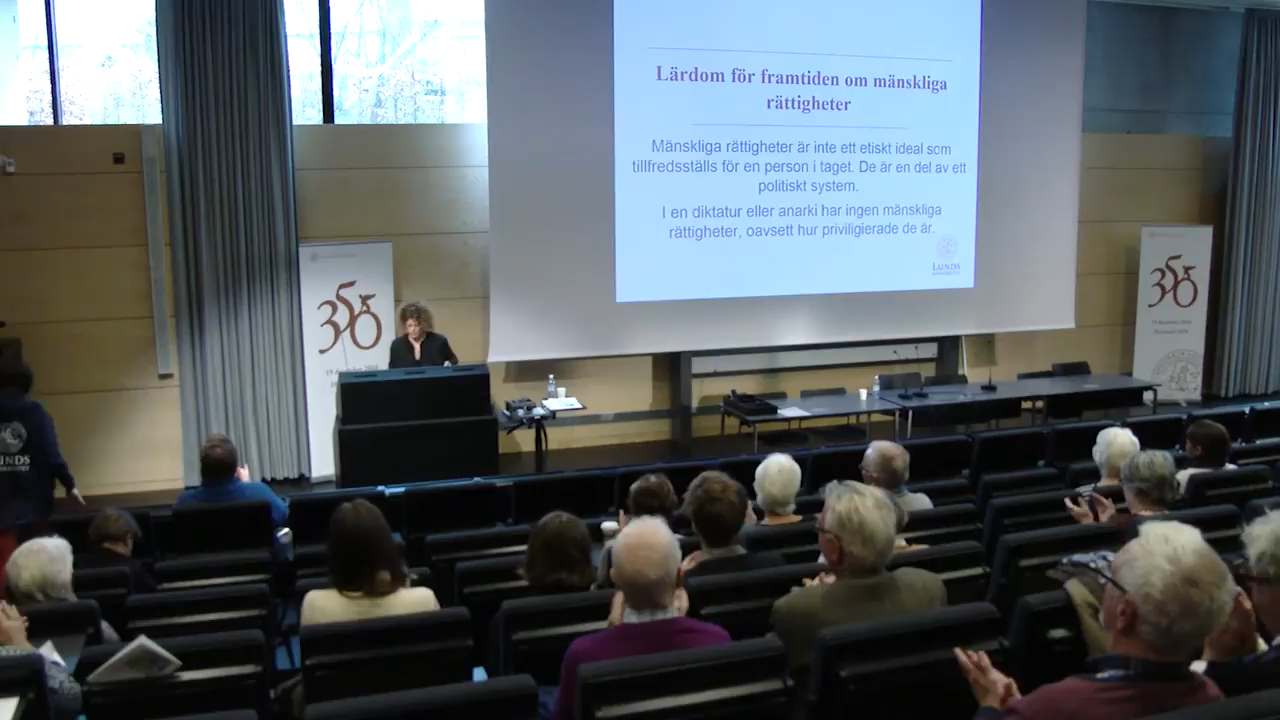 Lärdom för framtiden om mänskliga
rättigheter
Mänskliga rättigheter är inte ett etiskt ideal som
tillfredsställs för en person i taget. De är en del av ett
politiskt system.
I en diktatur eller anarki har ingen mänskliga
rättigheter, oavsett hur priviligierade de är.
LUNDS
350
350